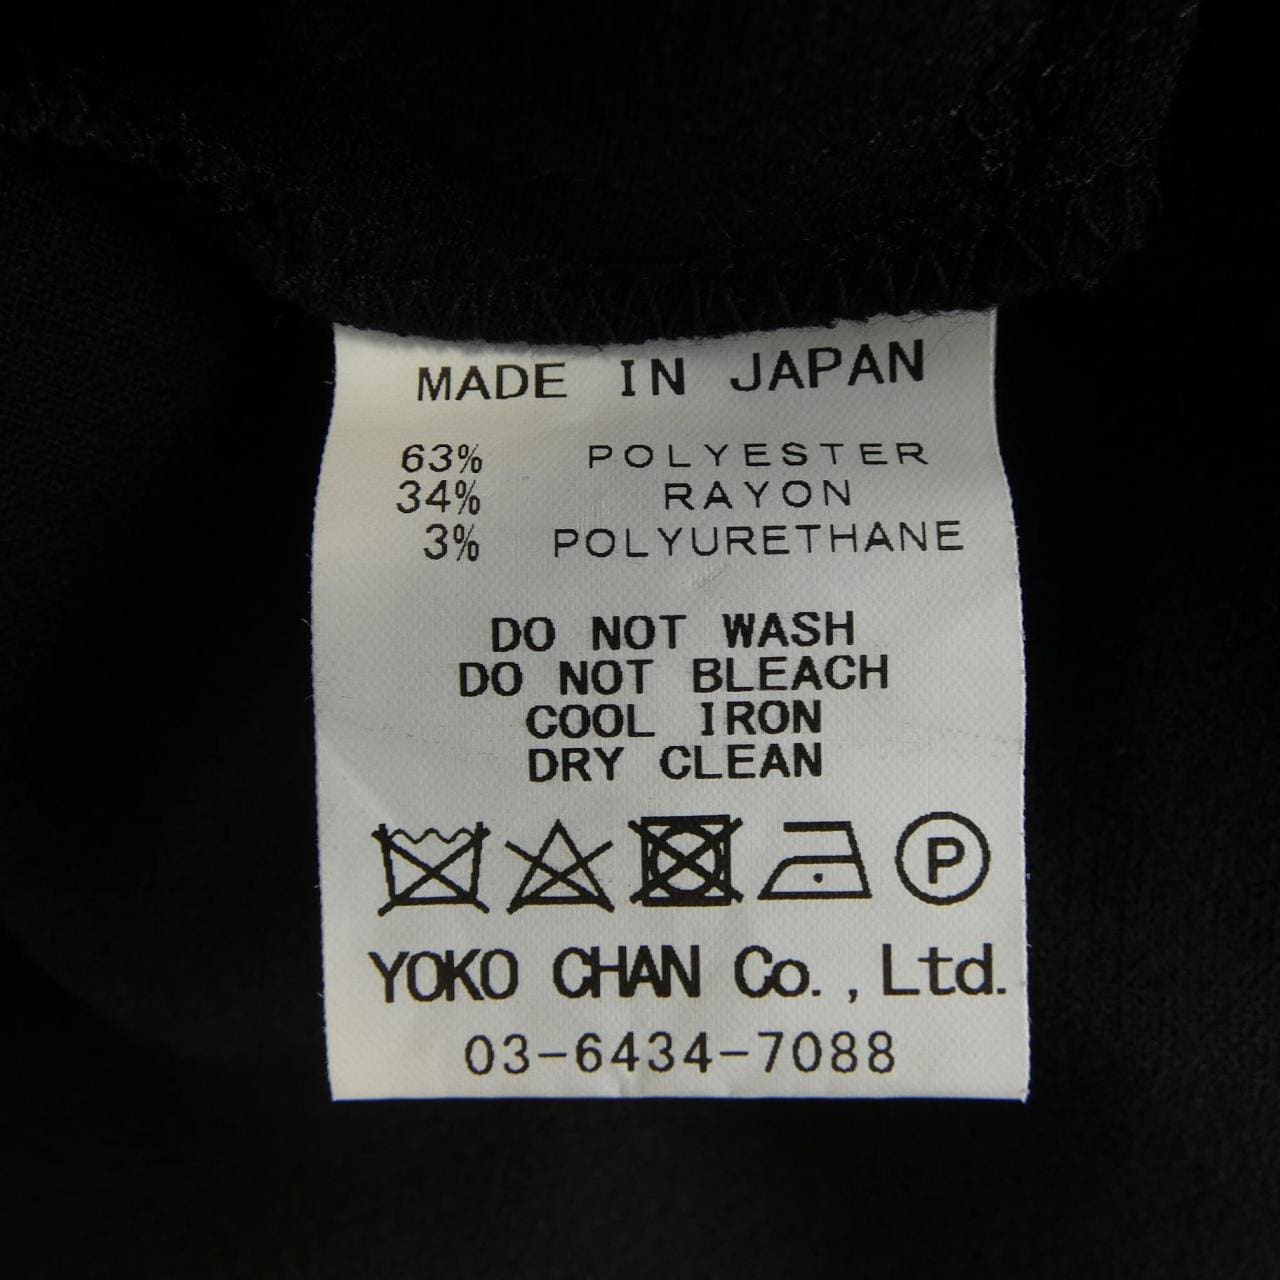 MADE IN JAPAN
63% POLYESTER
34% RAYON
3% POLYURETHANE
DO NOT WASH
DO NOT BLEACH
COOL IRON
DRY CLEAN
P
YOKO CHAN Co., Ltd.
03-6434-7088